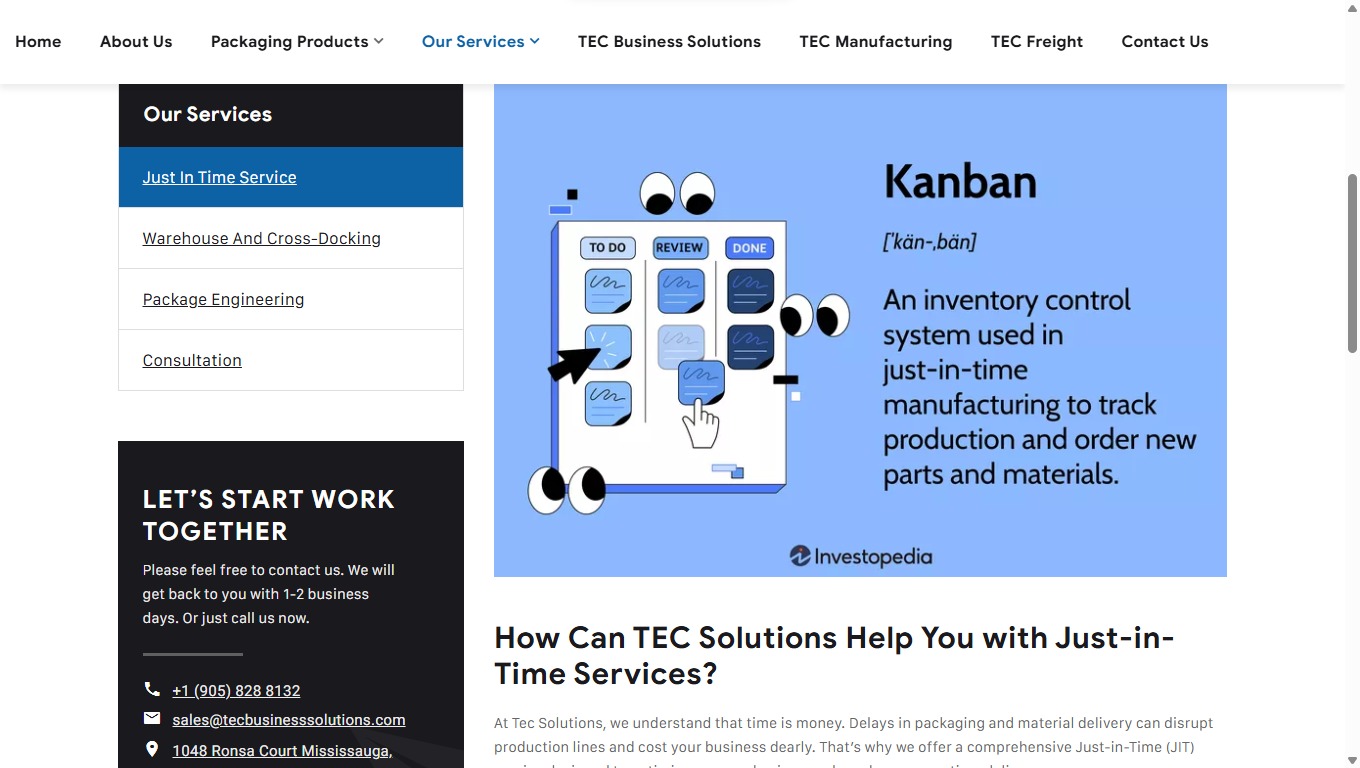 Home About Us Packaging Products Our Services TEC Business Solutions TEC Manufacturing TEC Freight Contact Us
Our Services
Just In Time Service
Warehouse And Cross-Docking
Package Engineering
Consultation
LET’S START WORK
TOGETHER
Please feel free to contact us. We will
get back to you with 1-2 business
days. Or just call us now.
+1 (905) 828 8132
sales@tecbusinesssolutions.com
1048 Ronsa Court Mississauga,
TO DO REVIEW DONE
Kanban
['kän-,bän]
An inventory control
system used in
just-in-time
manufacturing to track
production and order new
parts and materials.
Investopedia
How Can TEC Solutions Help You with Just-in-
Time Services?
At Tec Solutions, we understand that time is money. Delays in packaging and material delivery can disrupt
production lines and cost your business dearly. That’s why we offer a comprehensive Just-in-Time (JIT)